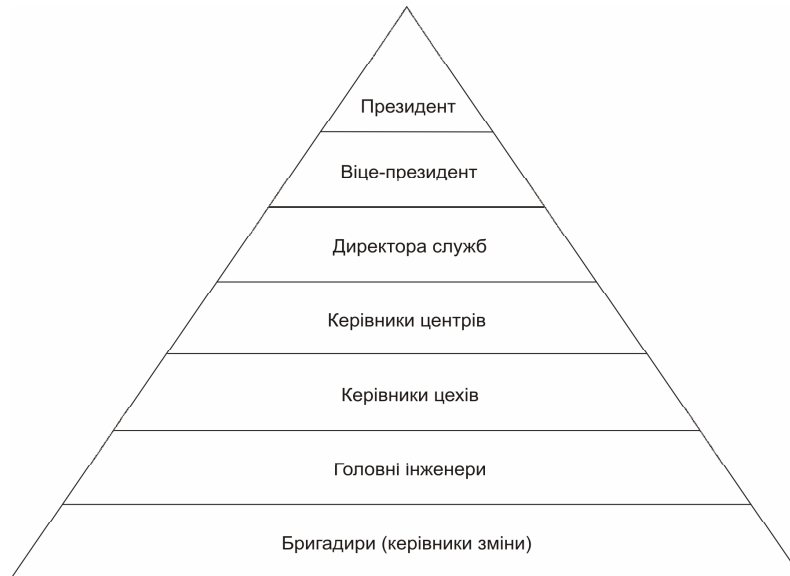 Президент
Віце-президент
Директора служб
Керівники центрів
Керівники цехів
Головні інженери
Бригадири (керівники зміни)